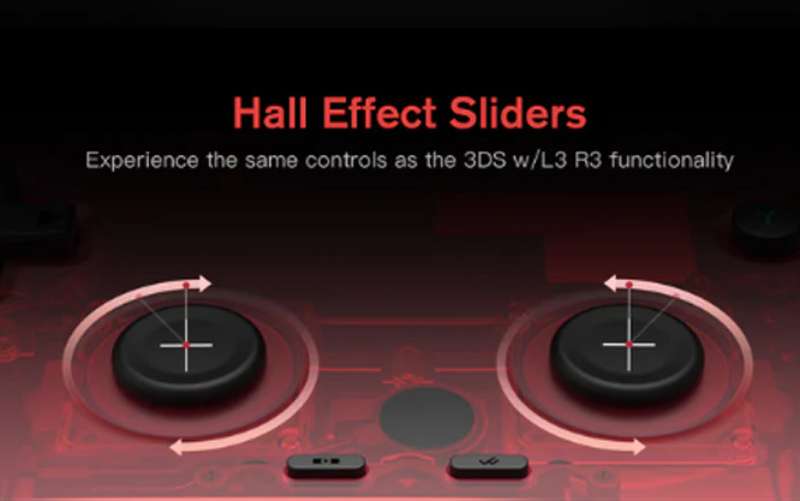 Hall Effect Sliders
Experience the same controls as the 3DS w/L3 R3 functionality